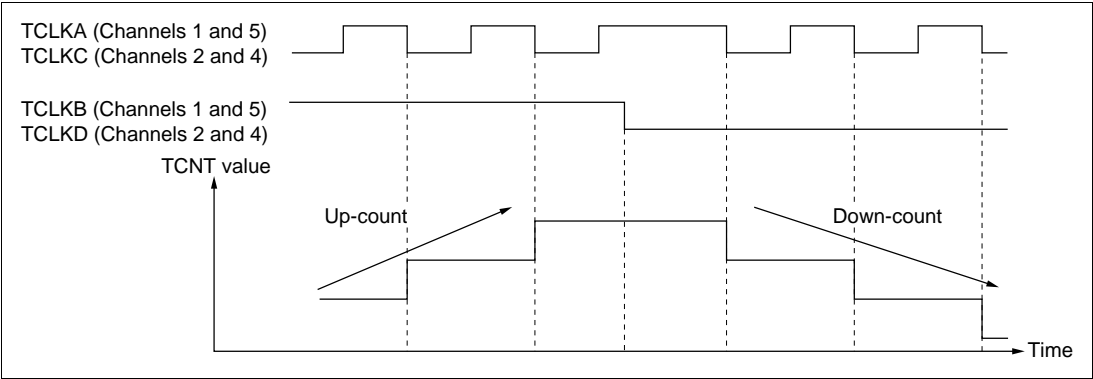 TCLKA (Channels 1 and 5)
TCLKC (Channels 2 and 4)
TCLKB (Channels 1 and 5)
TCLKD (Channels 2 and 4)
TCNT value
Up-count
Down-count
Time